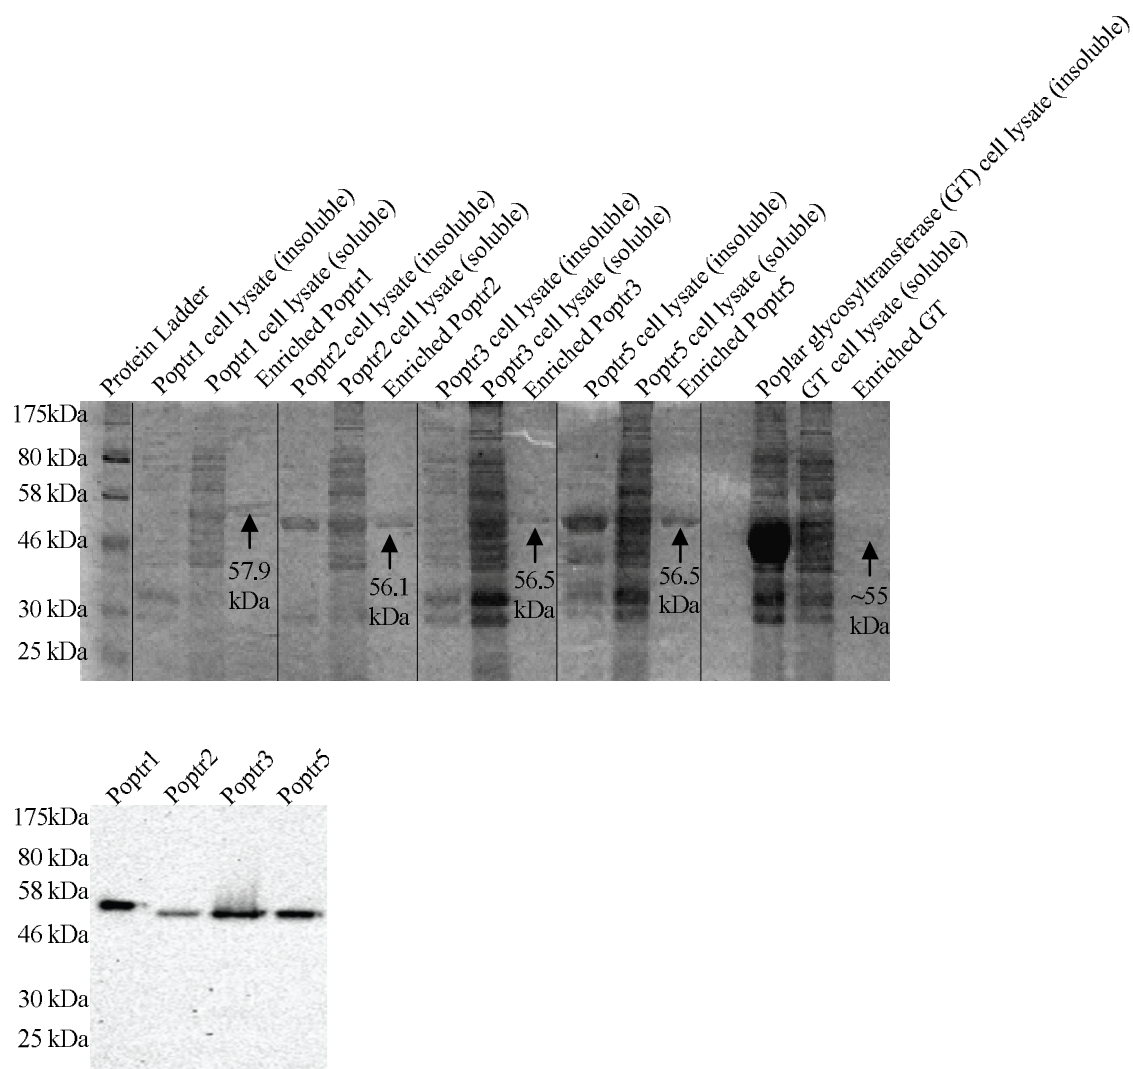 Protein Ladder
Poptr1 cell lysate (insoluble)
Poptr1 cell lysate (soluble)
Enriched Poptr1
Poptr2 cell lysate (insoluble)
Poptr2 cell lysate (soluble)
Enriched Poptr2
Poptr3 cell lysate (insoluble)
Poptr3 cell lysate (soluble)
Enriched Poptr3
Poptr5 cell lysate (insoluble)
Poptr5 cell lysate (soluble)
Enriched Poptr5
Poplar glycosyltransferase (GT) cell lysate (insoluble)
GT cell lysate (soluble)
Enriched GT
175kDa
80 kDa
58 kDa
46 kDa
30 kDa
25 kDa
57.9
kDa
56.1
kDa
56.5
kDa
56.5
kDa
~55
kDa
Poptr1
Poptr2
Poptr3
Poptr5
175kDa
80 kDa
58 kDa
46 kDa
30 kDa
25 kDa